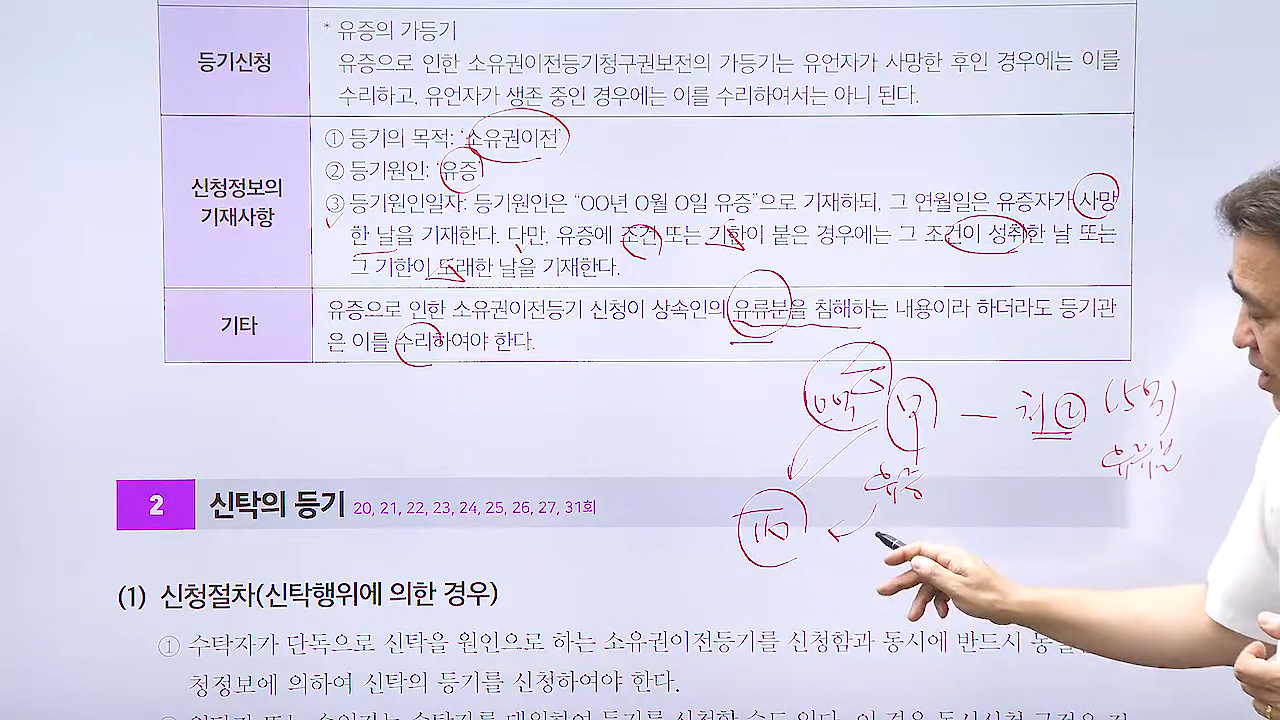 * 유증의 가등기
등기신청
유증으로 인한 소유권이전등기청구권보전의 가등기는 유언자가 사망한 후인 경우에는 이를
수리하고, 유언자가 생존 중인 경우에는 이를 수리하여서는 아니 된다.
신청정보의
기재사항
① 등기의 목적: '소유권이전'
② 등기원인: '유증'
③ 등기원인일자: 등기원인은 "00년 0월 0일 유증"으로 기재하되, 그 연월일은 유증자가 사망
한 날을 기재한다. 다만, 유증에 조건 또는 기한이 붙은 경우에는 그 조건이 성취한 날 또는
그 기한이 도래한 날을 기재한다.
기타
유증으로 인한 소유권이전등기 신청이 상속인의 유류분을 침해하는 내용이라 하더라도 등기관
은 이를 수리하여야 한다.
처 ②
유류분
유증
2 신탁의 등기 20, 21, 22, 23, 24, 25, 26, 27, 31회
(1) 신청절차(신탁행위에 의한 경우)
① 수탁자가 단독으로 신탁을 원인으로 하는 소유권이전등기를 신청함과 동시에 반드시
청정보에 의하여 신탁의 등기를 신청하여야 한다.